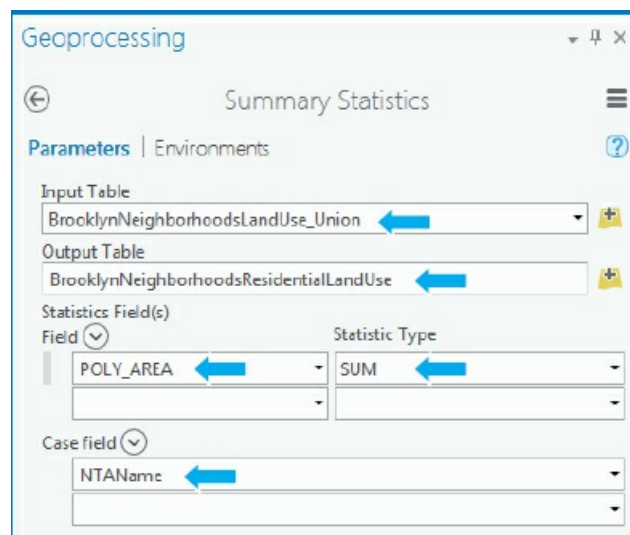 Geoprocessing
Summary Statistics
Parameters | Environments
Input Table
BrooklynNeighborhoodsLandUse_Union
Output Table
BrooklynNeighborhoodsResidentialLandUse
Statistics Field(s)
Field Statistic Type
POLY_AREA SUM
Case field
NTAName